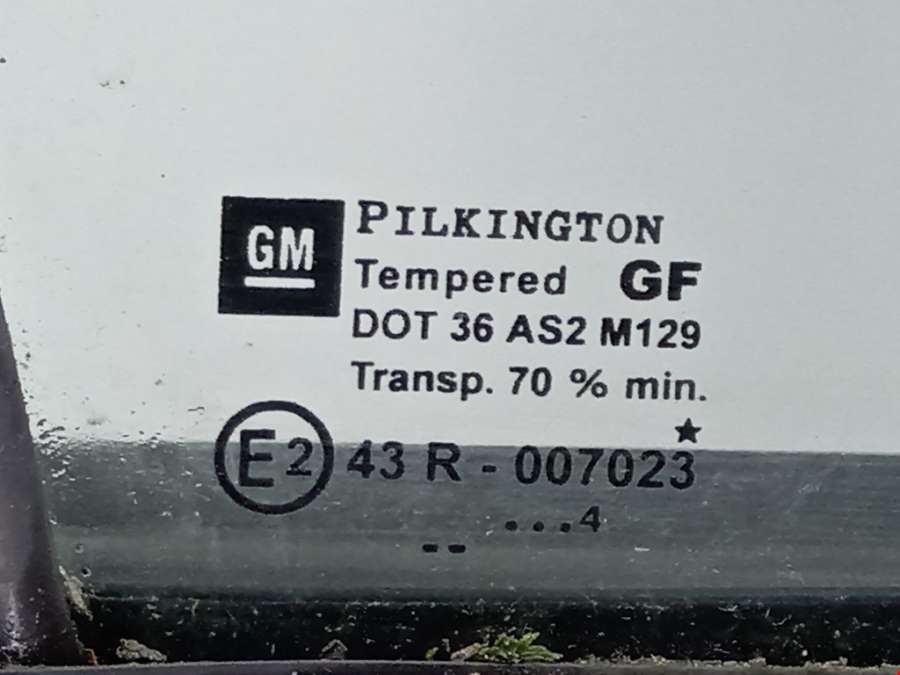 GM
PILKINGTON
Tempered GF
DOT 36 AS2 M129
Transp. 70 % min.
E2 43 R - 007023
...4
--